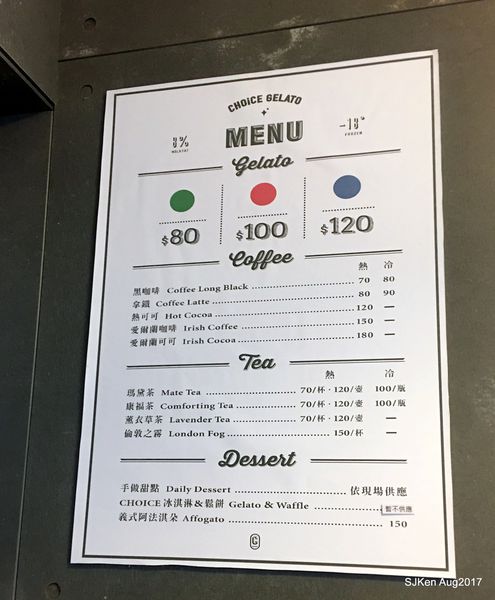 CHOiCE GELATO
8% -18°
FROZEN
MENU
Gelato
$80 $100 $120
Coffee
熱 冷
黑咖啡 Coffee Long Black 70 80
拿鐵 Coffee Latte 80 90
熱可可 Hot Cocoa 120 —
愛爾蘭咖啡 Irish Coffee 150 —
愛爾蘭可可 Irish Cocoa 180 —
Tea
熱 冷
瑪黛茶 Mate Tea 70/杯·120/壺 100/瓶
康福茶 Comforting Tea 70/杯·120/壺 100/瓶
薰衣草茶 Lavender Tea 70/杯·120/壺 —
倫敦之霧 London Fog 150/杯 —
Dessert
手做甜點 Daily Dessert 依現場供應
CHOICE 冰淇淋&鬆餅 Gelato & Waffle 暫不供應
義式阿法淇朵 Affogato 150
G
SJKen Aug2017